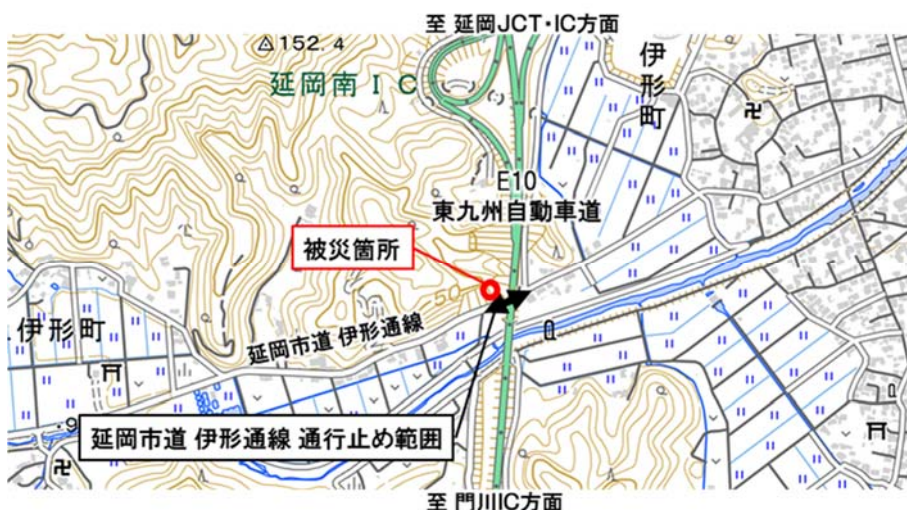 至 延岡JCT・IC方面
152.4
延岡南IC
伊形町
E10
東九州自動車道
被災箇所
50
延岡市道 伊形通線
上伊形町
延岡市道 伊形通線 通行止め範囲
・9
至 門川IC方面